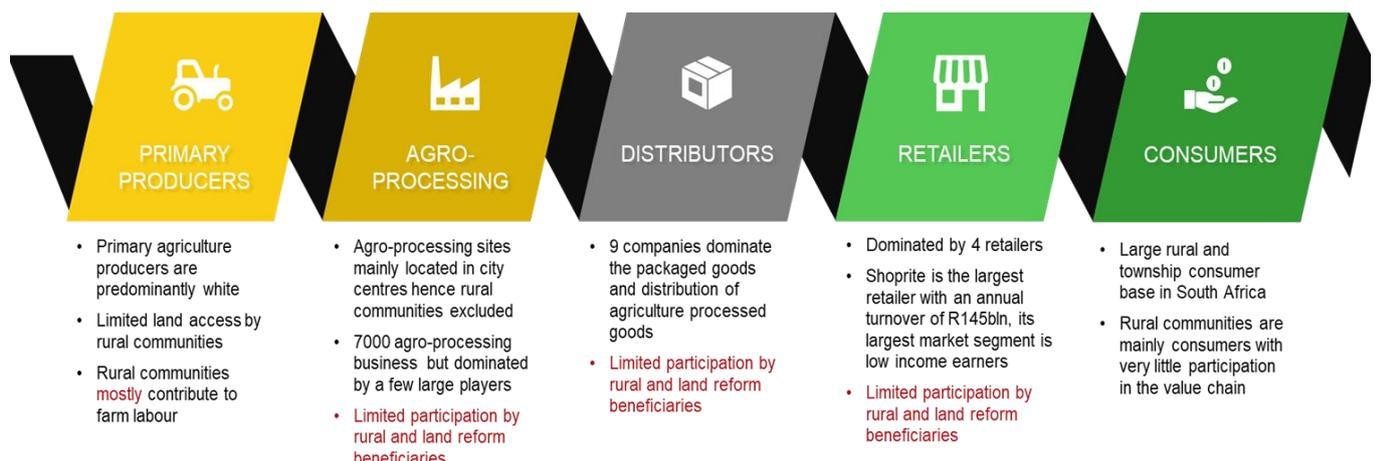 PRIMARY
PRODUCERS
• Primary agriculture
producers are
predominantly white
• Limited land access by
rural communities
• Rural communities
mostly contribute to
farm labour
AGRO-
PROCESSING
• Agro-processing sites
mainly located in city
centres hence rural
communities excluded
• 7000 agro-processing
business but dominated
by a few large players
• Limited participation by
rural and land reform
beneficiaries
DISTRIBUTORS
• 9 companies dominate
the packaged goods
and distribution of
agriculture processed
goods
• Limited participation by
rural and land reform
beneficiaries
RETAILERS
• Dominated by 4 retailers
• Shoprite is the largest
retailer with an annual
turnover of R145bln, its
largest market segment is
low income earners
• Limited participation by
rural and land reform
beneficiaries
CONSUMERS
• Large rural and
township consumer
base in South Africa
• Rural communities are
mainly consumers with
very little participation
in the value chain